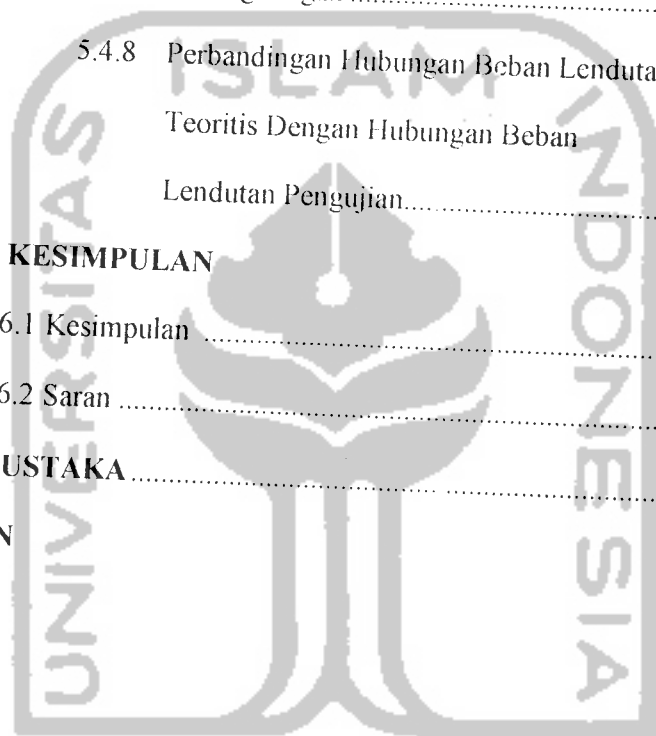 5.4.8 Perbandingan Hubungan Beban Lenduta
Teoritis Dengan Hubungan Beban
Lendutan Pengujian
KESIMPULAN
6.1 Kesimpulan
6.2 Saran
USTAKA
N
UNIVERSITAS
ISLAM
INDONESIA